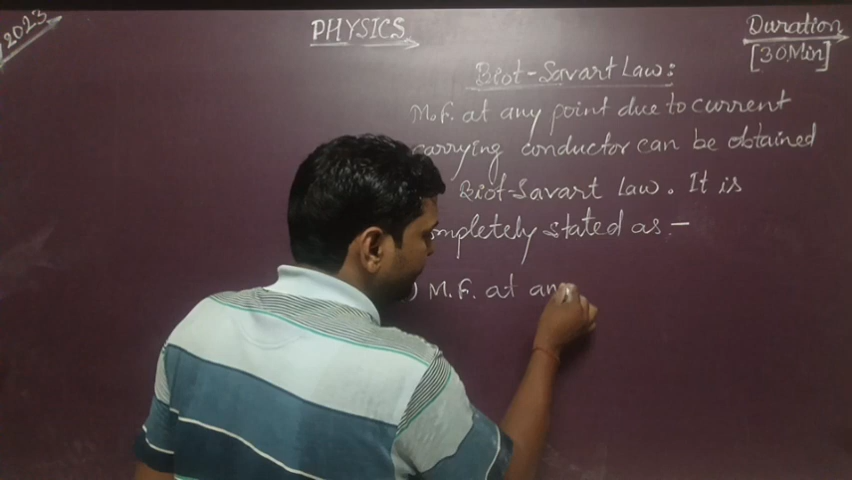 2023
PHYSICS
Duration
[30Min]
Biot-Savart Law:
M.F. at any point due to current
carrying conductor can be obtained
Biot-Savart Law. It is
ompletely stated as. -
) M.F. at an